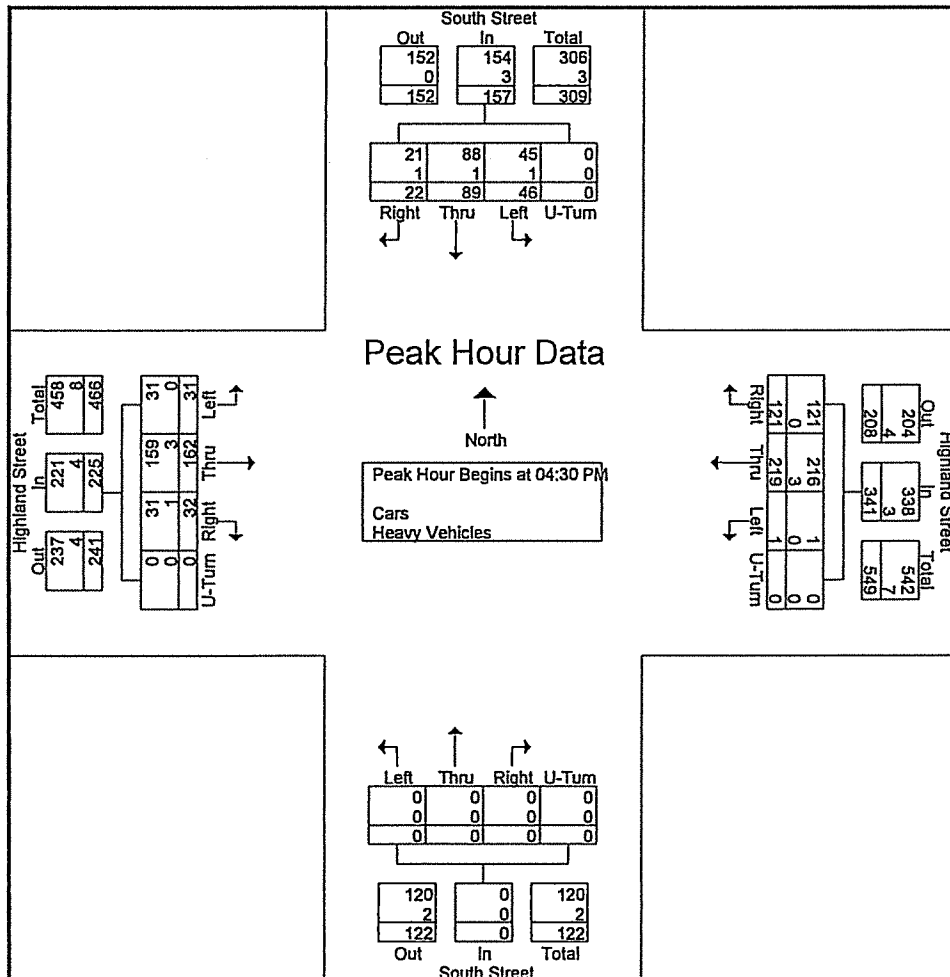 South Street
Out In Total
152 154 306
0 3 3
152 157 309
21 88 45 0
1 1 1 0
22 89 46 0
Right Thru Left U-Turn
Peak Hour Data
North
Peak Hour Begins at 04:30 PM
Cars
Heavy Vehicles
Highland Street
Total In Out
458 221 237
8 4 4
466 225 241
31 159 31 0
0 3 1 0
31 162 32 0
Left Thru Right U-Turn
Highland Street
Out In Total
204 338 542
4 3 7
208 341 549
121 216 1 0
0 3 0 0
121 219 1 0
Right Thru Left U-Turn
Left Thru Right U-Turn
0 0 0 0
0 0 0 0
0 0 0 0
120 0 120
2 0 2
122 0 122
Out In Total
South Street